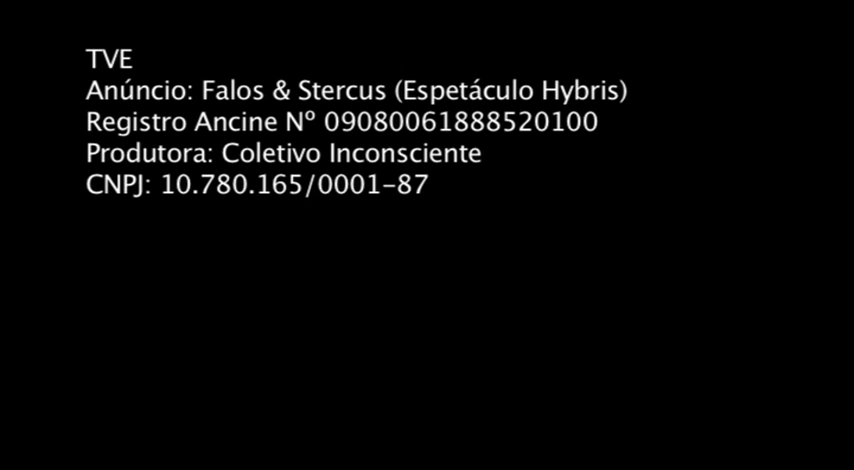 TVE
Anúncio: Falos & Stercus (Espetáculo Hybris)
Registro Ancine Nº 09080061888520100
Produtora: Coletivo Inconsciente
CNPJ: 10.780.165/0001-87